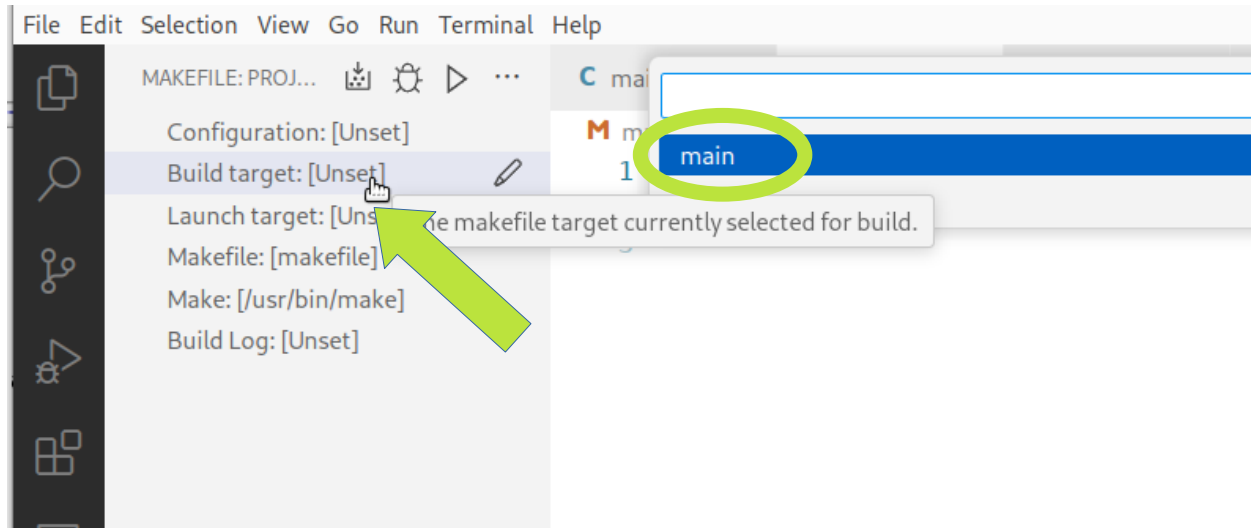 File Edit Selection View Go Run Terminal Help
MAKEFILE: PROJ...
C mai
M m
main
1
Configuration: [Unset]
Build target: [Unset]
Launch target: [Uns
makefile target currently selected for build.
Makefile: [makefile]
Make: [/usr/bin/make]
Build Log: [Unset]